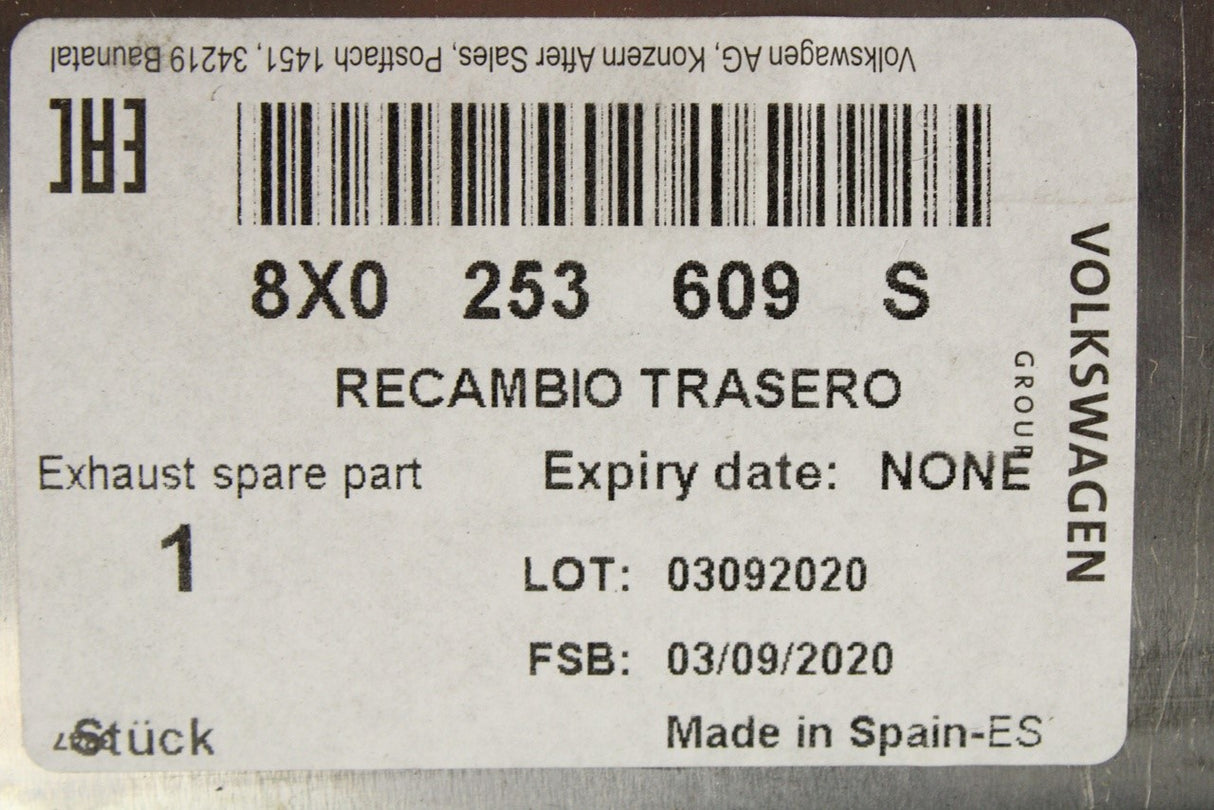 Volkswagen AG, Konzern After Sales, Postfach 1451, 34219 Baunatal
EAC
8X0 253 609 S
RECAMBIO TRASERO
Exhaust spare part
Expiry date: NONE
1
LOT: 03092020
FSB: 03/09/2020
Stück
Made in Spain-ES
VOLKSWAGEN
GROUP